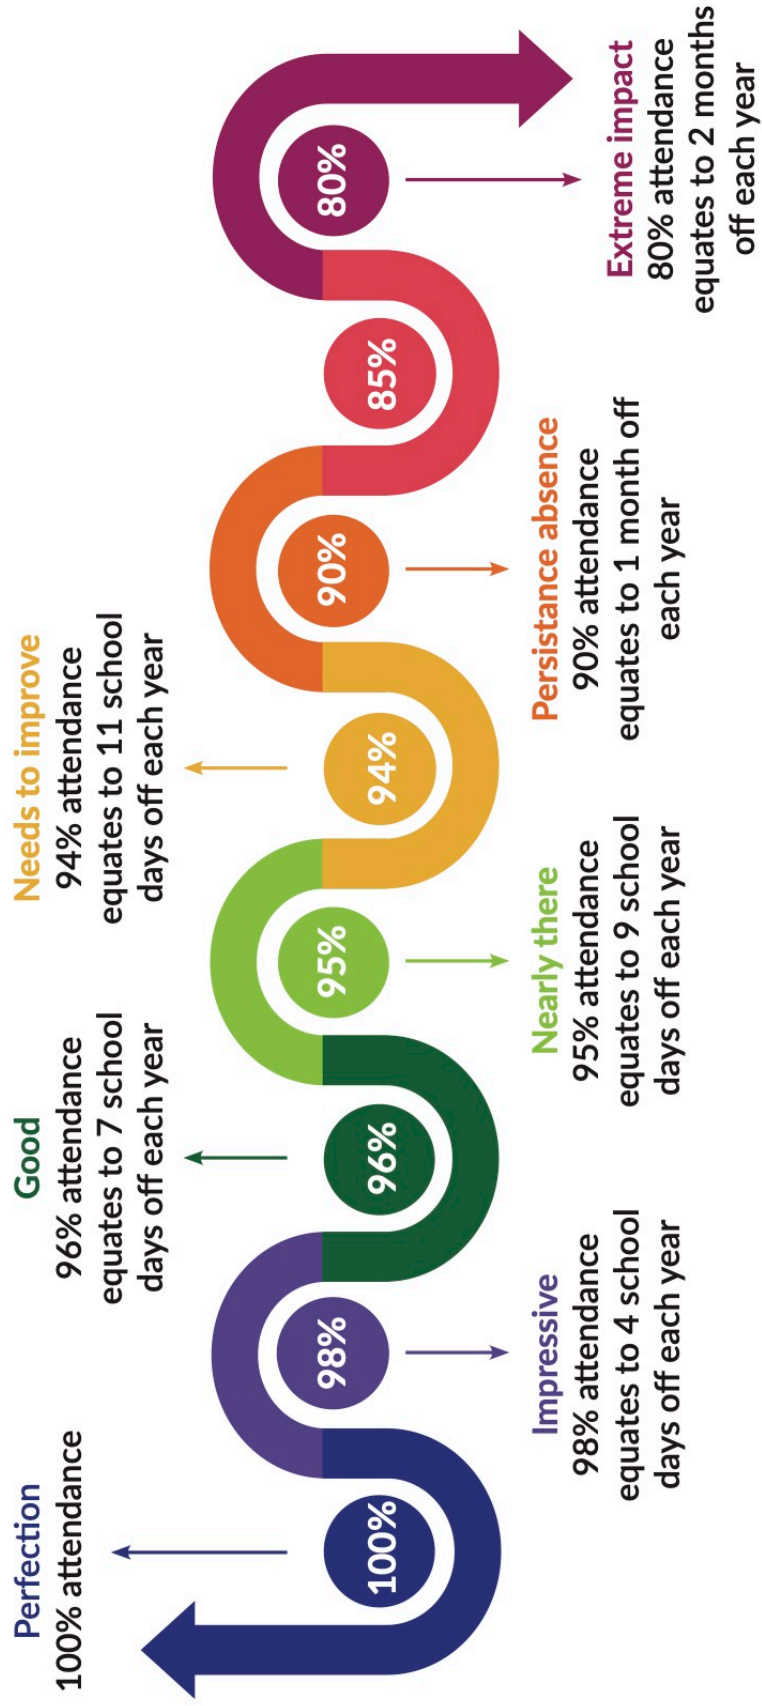 Perfection
100% attendance
100%
Impressive
98% attendance
equates to 4 school
days off each year
98%
Good
96% attendance
equates to 7 school
days off each year
96%
Nearly there
95% attendance
equates to 9 school
days off each year
95%
Needs to improve
94% attendance
equates to 11 school
days off each year
94%
Persistance absence
90% attendance
equates to 1 month off
each year
90%
85%
Extreme impact
80% attendance
equates to 2 months
off each year
80%